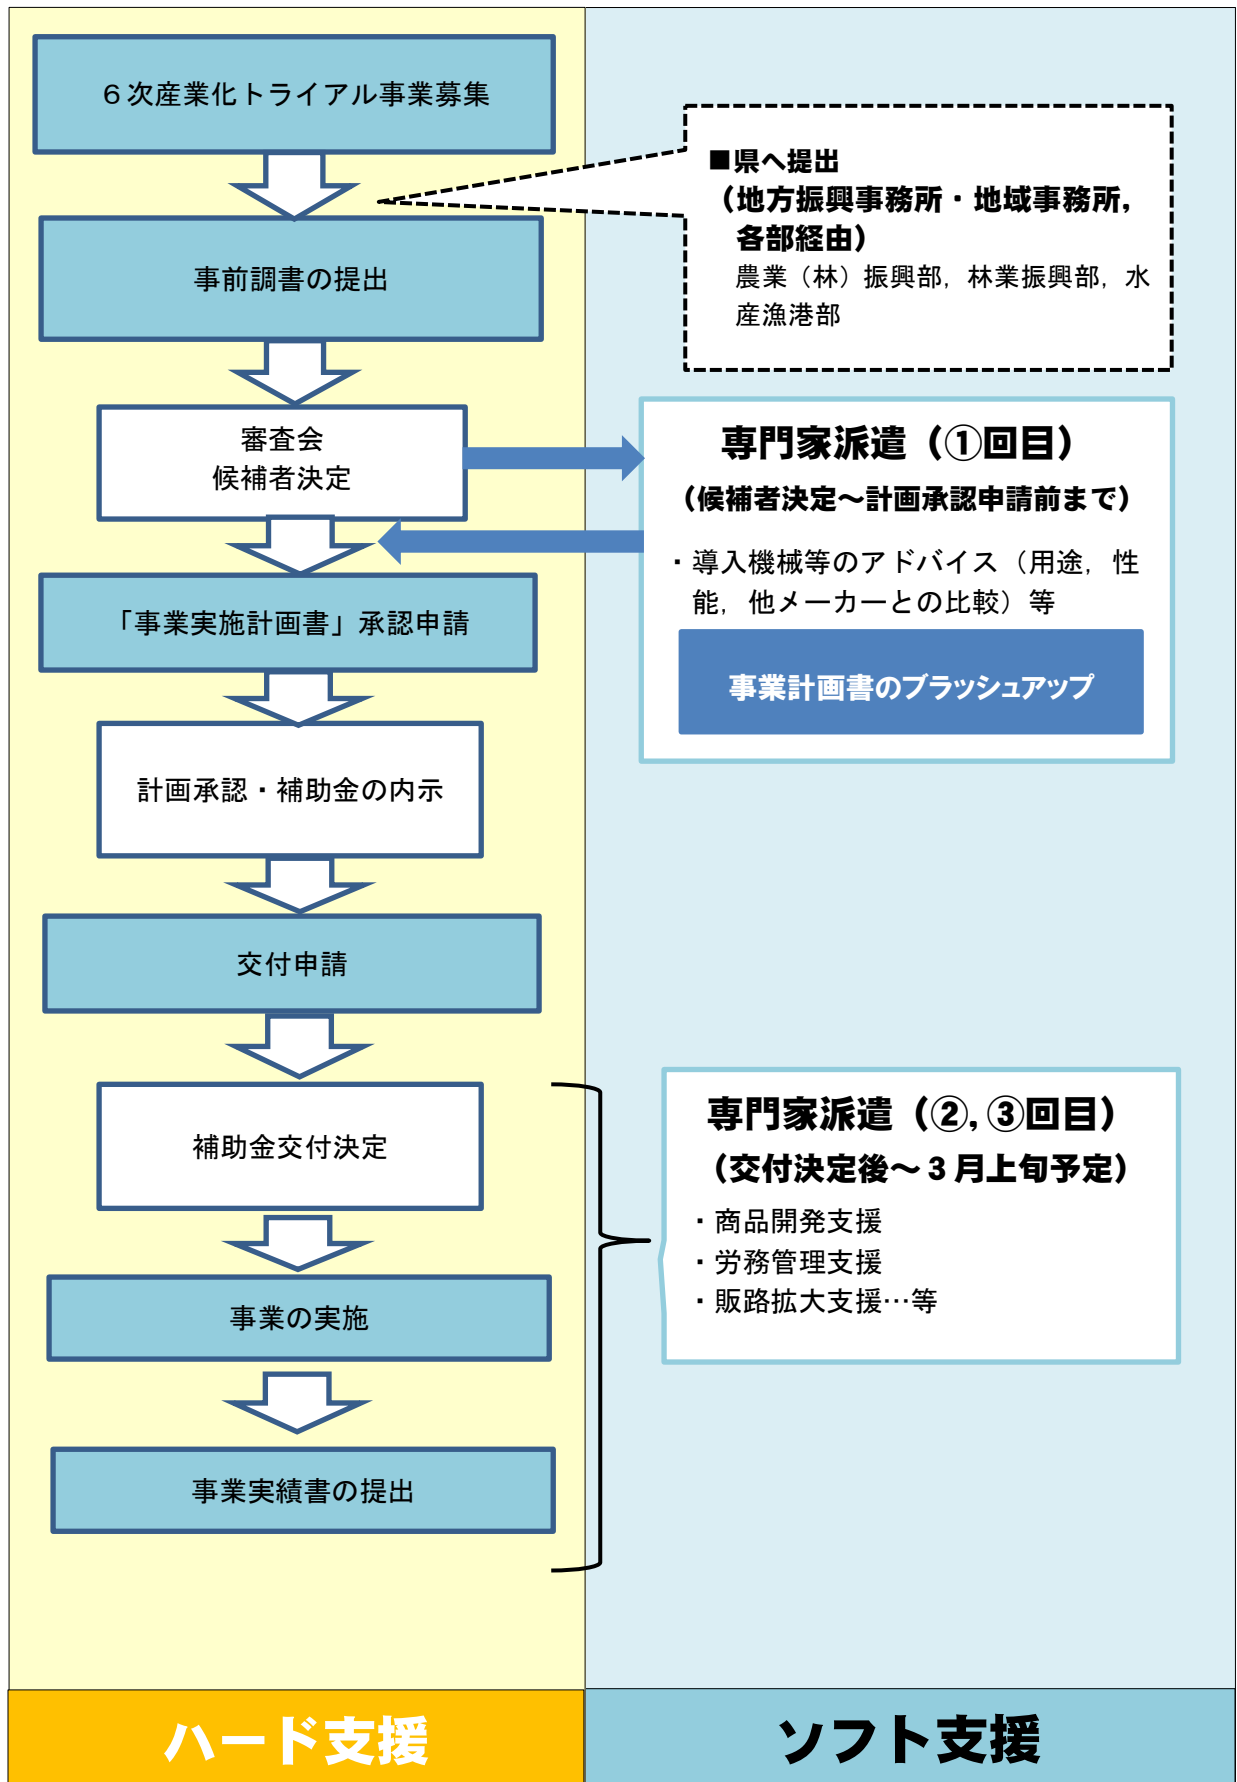 ６次産業化トライアル事業募集
■県へ提出
（地方振興事務所・地域事務所，
各部経由）
農業（林）振興部，林業振興部，水
産漁港部
事前調書の提出
審査会
候補者決定
専門家派遣（①回目）
（候補者決定～計画承認申請前まで）
・導入機械等のアドバイス（用途，性
能，他メーカーとの比較）等
事業計画書のブラッシュアップ
「事業実施計画書」承認申請
計画承認・補助金の内示
交付申請
補助金交付決定
専門家派遣（②，③回目）
（交付決定後～３月上旬予定）
・商品開発支援
・労務管理支援
・販路拡大支援…等
事業の実施
事業実績書の提出
ハード支援
ソフト支援